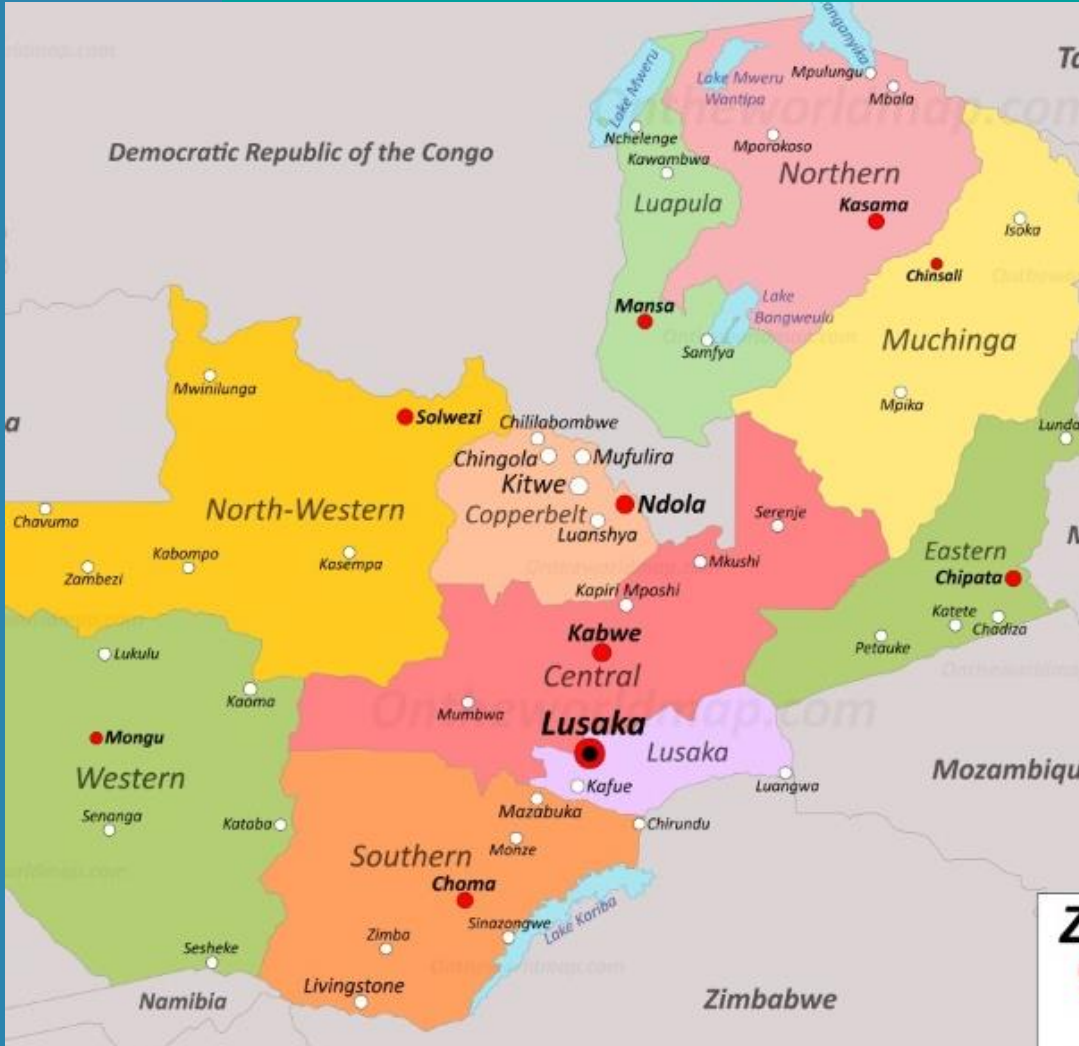 Tanganyika
Ta
Lake Mweru
Lake Mweru
Wantipa
Mpulungu
Mbala
Ontheworldmap.com
Nchelenge
Mporokoso
Democratic Republic of the Congo
Kawambwa
Northern
Luapula
Kasama
Isoka
Chinsali
Mansa
Lake
Bangweulu
Samfya
Muchinga
Mwinilunga
Mpika
Solwezi
a
Chililabombwe
Lunda
Chingola
Mufulira
Kitwe
Ndola
North-Western
Copperbelt
Serenje
Chavuma
Luanshya
Kabompo
Kasempa
Zambezi
Mkushi
Eastern
Chipata
Kapiri Mposhi
Katete
Chadiza
Kabwe
Petauke
Lukulu
Central
Kaoma
Mumbwa
Ontheworldmap.com
Lusaka
Mongu
Lusaka
Western
Kafue
Luangwa
Mozambiqu
Mazabuka
Senanga
Kataba
Chirundu
Monze
Southern
Choma
Sinazongwe
Lake Kariba
Zimba
Sesheke
Livingstone
Namibia
Zimbabwe
Z